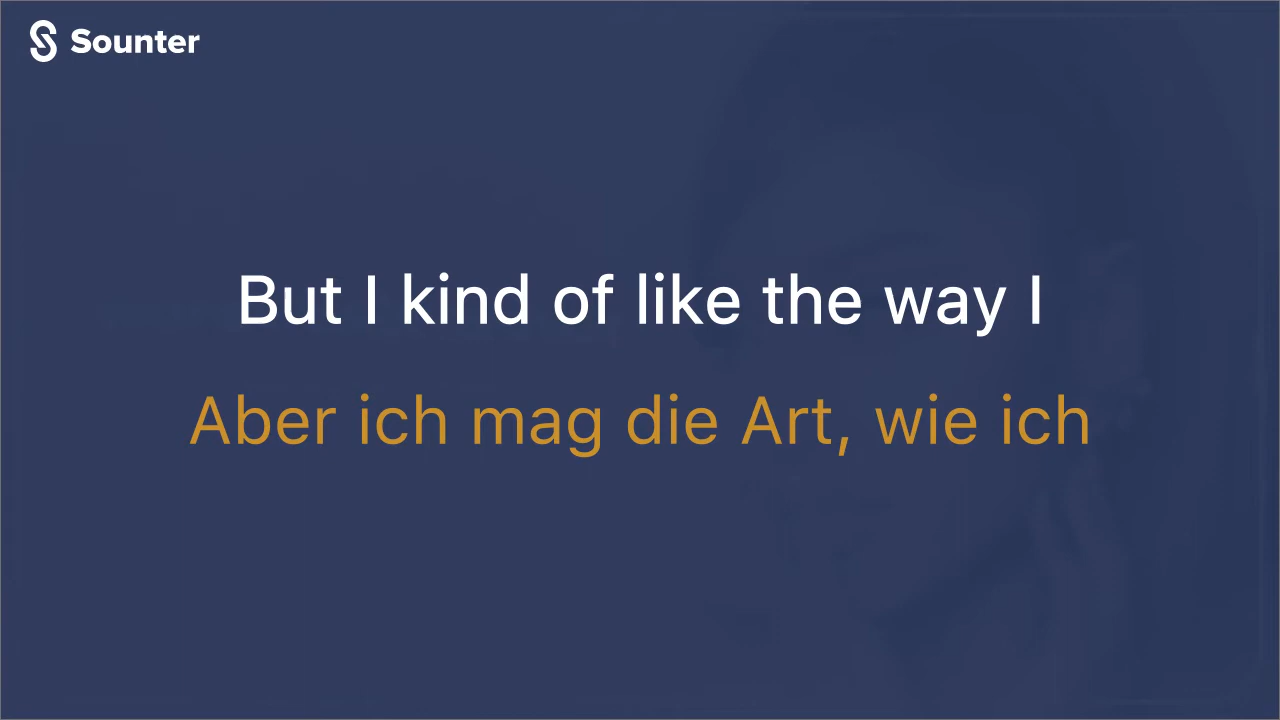 Sounter
But I kind of like the way I
Aber ich mag die Art, wie ich